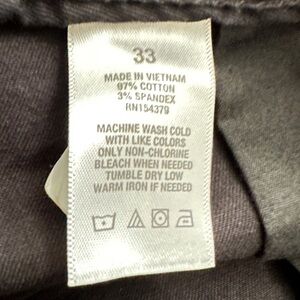 33
MADE IN VIETNAM
97% COTTON
3% SPANDEX
RN154379
MACHINE WASH COLD
WITH LIKE COLORS
ONLY NON-CHLORINE
BLEACH WHEN NEEDED
TUMBLE DRY LOW
WARM IRON IF NEEDED